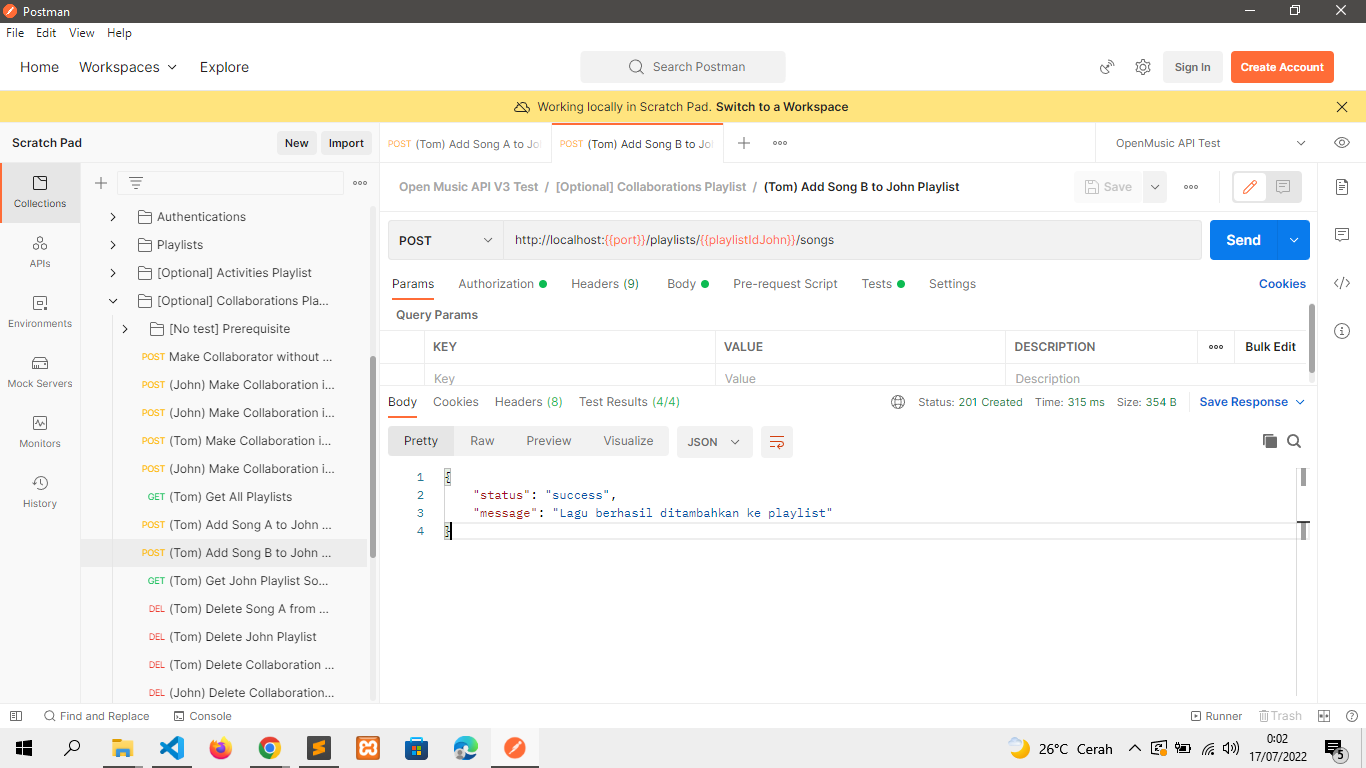 Postman
File Edit View Help
Home Workspaces Explore
Search Postman
Sign In
Create Account
Working locally in Scratch Pad. Switch to a Workspace
Scratch Pad
New
Import
POST (Tom) Add Song A to Jo
POST (Tom) Add Song B to Jo
OpenMusic API Test
Collections
APIs
Environments
Mock Servers
Monitors
History
Authentications
Playlists
[Optional] Activities Playlist
[Optional] Collaborations Pla...
[No test] Prerequisite
POST Make Collaborator without ...
POST (John) Make Collaboration i...
POST (John) Make Collaboration i...
POST (Tom) Make Collaboration i...
POST (John) Make Collaboration i...
GET (Tom) Get All Playlists
POST (Tom) Add Song A to John ...
POST (Tom) Add Song B to John ...
GET (Tom) Get John Playlist So...
DEL (Tom) Delete Song A from ...
DEL (Tom) Delete John Playlist
DEL (Tom) Delete Collaboration ...
DEL (John) Delete Collaboration...
Open Music API V3 Test / [Optional] Collaborations Playlist / (Tom) Add Song B to John Playlist
Save
POST http://localhost:{{port}}/playlists/{{playlistIdJohn}}/songs
Send
Params Authorization Headers (9) Body Pre-request Script Tests Settings Cookies
Query Params
KEY VALUE DESCRIPTION Bulk Edit
Key Value Description
Body Cookies Headers (8) Test Results (4/4) Status: 201 Created Time: 315 ms Size: 354 B Save Response
Pretty Raw Preview Visualize JSON
1 {
2 "status": "success",
3 "message": "Lagu berhasil ditambahkan ke playlist"
4 }
Find and Replace Console Runner Trash
26°C Cerah
0:02
17/07/2022
5